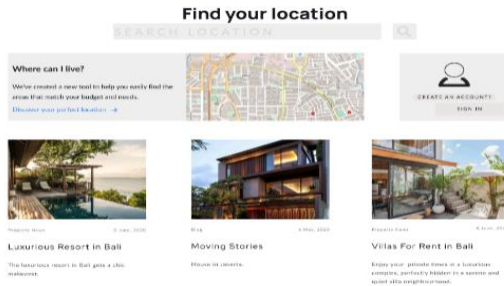 Find your location
SEARCH LOCATION
Where can I live?
We've created a new tool to help you easily find the
areas that match your budget and needs.
Discover your perfect location →
CREATE AN ACCOUNT
SIGN IN
Blog
Luxurious Resort in Bali
Moving Stories
Villas For Rent in Bali
The luxurious resort in Bali gets a chic
makeover.
Enjoy your private times in a luxurious
complex, perfectly hidden in a serene and
quiet villa neighbourhood.